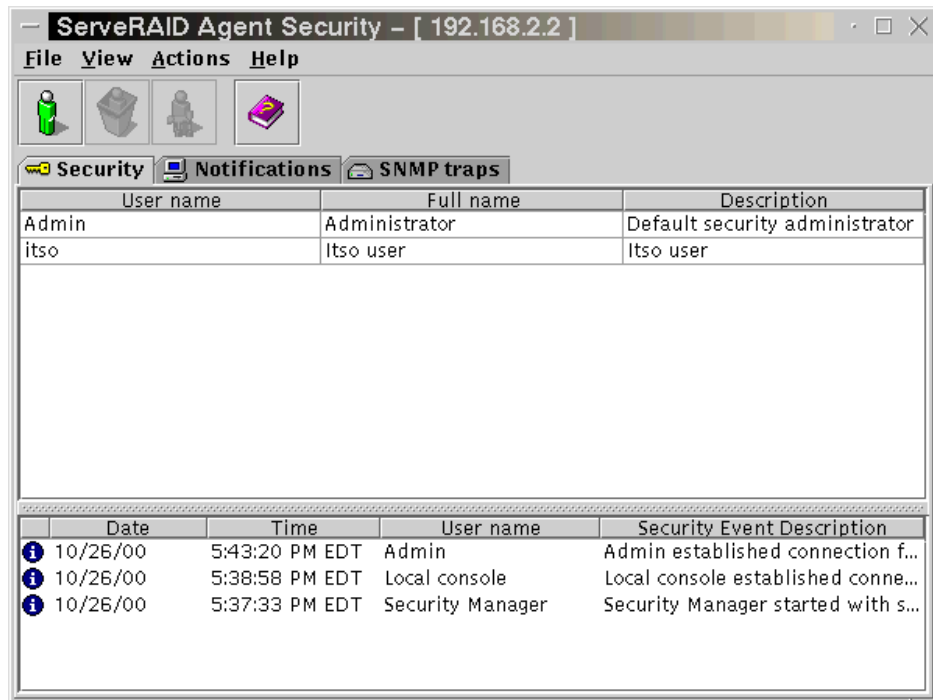 ServeRAID Agent Security – [ 192.168.2.2 ]
File View Actions Help
Security Notifications SNMP traps
User name Full name Description
Admin Administrator Default security administrator
itso Itso user Itso user
Date Time User name Security Event Description
10/26/00 5:43:20 PM EDT Admin Admin established connection f...
10/26/00 5:38:58 PM EDT Local console Local console established conne...
10/26/00 5:37:33 PM EDT Security Manager Security Manager started with s...